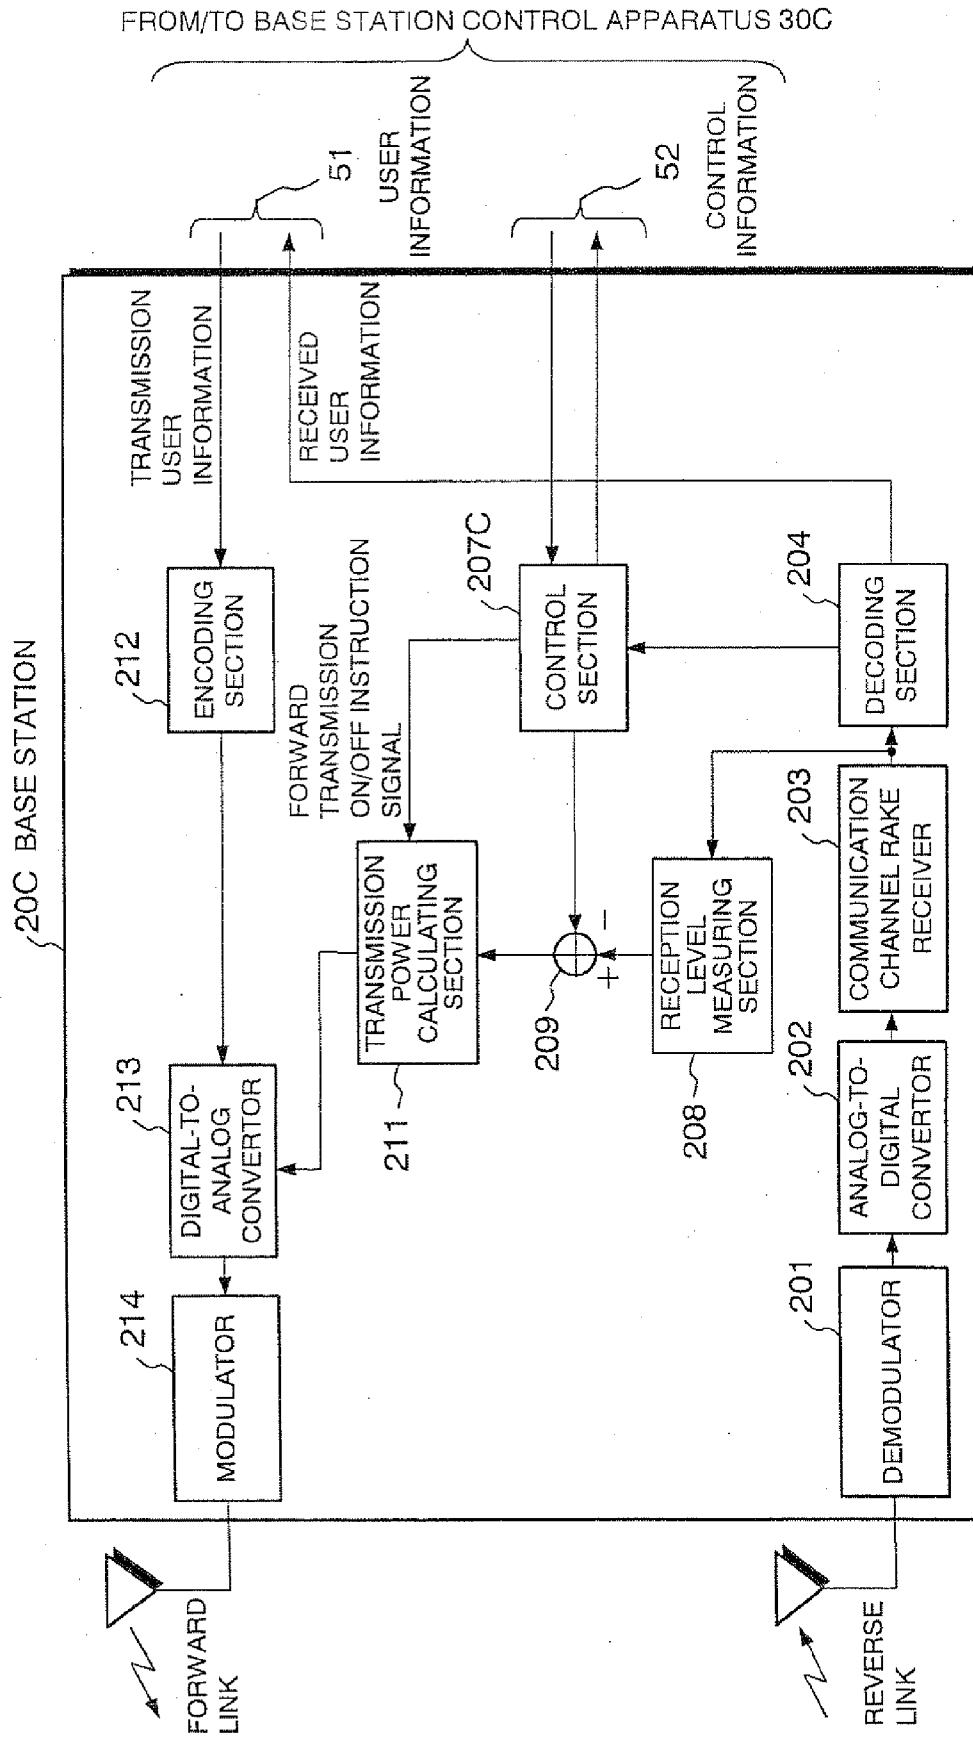 FROM/TO BASE STATION CONTROL APPARATUS 30C
20C BASE STATION
51
USER
INFORMATION
52
CONTROL
INFORMATION
TRANSMISSION
USER
INFORMATION
RECEIVED
USER
INFORMATION
212
ENCODING
SECTION
FORWARD
TRANSMISSION
ON/OFF INSTRUCTION
SIGNAL
207C
CONTROL
SECTION
204
DECODING
SECTION
213
DIGITAL-TO-
ANALOG
CONVERTOR
211
TRANSMISSION
POWER
CALCULATING
SECTION
209
+
−
208
RECEPTION
LEVEL
MEASURING
SECTION
203
COMMUNICATION
CHANNEL RAKE
RECEIVER
202
ANALOG-TO-
DIGITAL
CONVERTOR
214
MODULATOR
201
DEMODULATOR
FORWARD
LINK
REVERSE
LINK